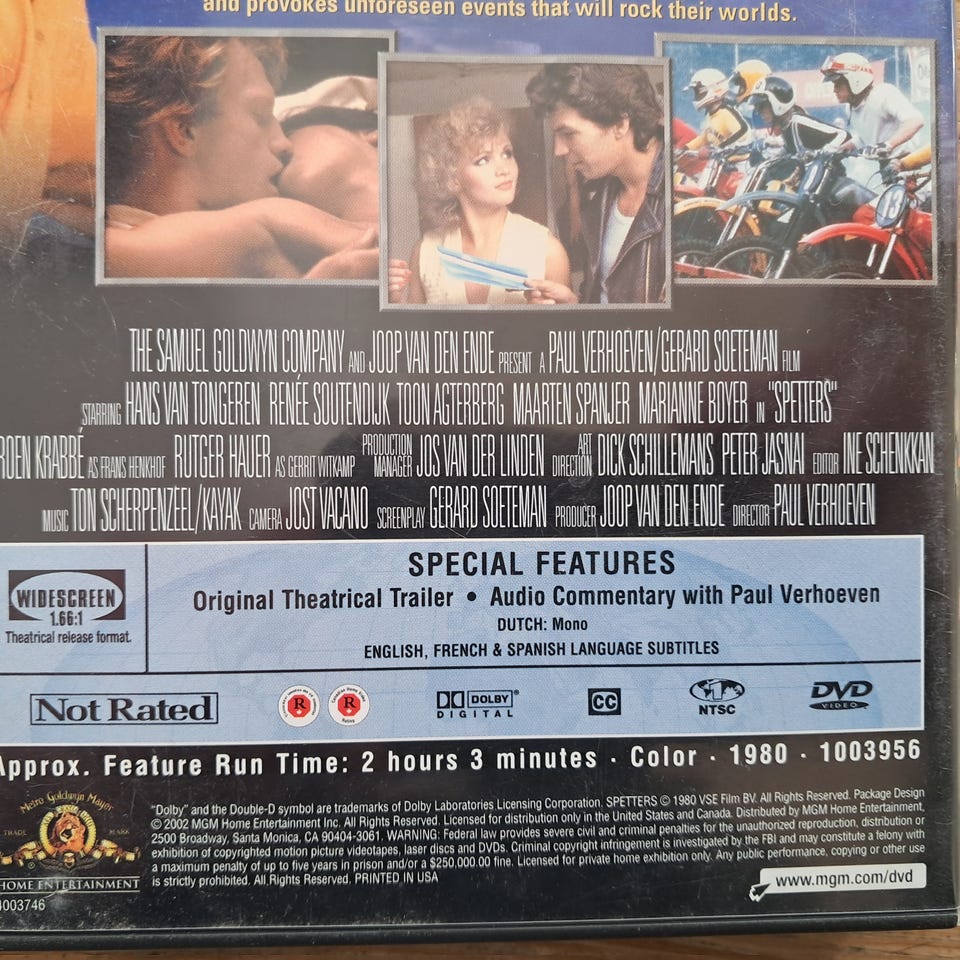 and provokes unforeseen events that will rock their worlds.
THE SAMUEL GOLDWYN COMPANY AND JOOP VAN DEN ENDE PRESENT A PAUL VERHOEVEN/GERARD SOETEMAN FILM
STARRING HANS VAN TONGEREN RENÉE SOUTENDIJK TOON AGTERBERG MAARTEN SPANJER MARIANNE BOYER IN "SPETTERS"
ROEN KRABBÉ AS FRANS HENKHOF RUTGER HAUER AS GERRIT WITKAMP PRODUCTION MANAGER JOS VAN DER LINDEN ART DIRECTION DICK SCHILLEMANS PETER JASNAI EDITOR INE SCHENKKAN
MUSIC TON SCHERPENZEEL/KAYAK CAMERA JOST VACANO SCREENPLAY GERARD SOETEMAN PRODUCER JOOP VAN DEN ENDE DIRECTOR PAUL VERHOEVEN
SPECIAL FEATURES
WIDESCREEN
1.66:1
Theatrical release format.
Original Theatrical Trailer • Audio Commentary with Paul Verhoeven
DUTCH: Mono
ENGLISH, FRENCH & SPANISH LANGUAGE SUBTITLES
Not Rated
R
R
DOLBY®
DIGITAL
CC
NTSC
DVD
VIDEO
Approx. Feature Run Time: 2 hours 3 minutes · Color · 1980 · 1003956
Metro Goldwyn Mayer
TRADE MARK
HOME ENTERTAINMENT
4003746
"Dolby" and the Double-D symbol are trademarks of Dolby Laboratories Licensing Corporation. SPETTERS © 1980 VSE Film BV. All Rights Reserved. Package Design
© 2002 MGM Home Entertainment Inc. All Rights Reserved. Licensed for distribution only in the United States and Canada. Distributed by MGM Home Entertainment,
2500 Broadway, Santa Monica, CA 90404-3061. WARNING: Federal law provides severe civil and criminal penalties for the unauthorized reproduction, distribution or
exhibition of copyrighted motion picture videotapes, laser discs and DVDs. Criminal copyright infringement is investigated by the FBI and may constitute a felony with
a maximum penalty of up to five years in prison and/or a $250,000.00 fine. Licensed for private home exhibition only. Any public performance, copying or other use
is strictly prohibited. All Rights Reserved. PRINTED IN USA
www.mgm.com/dvd